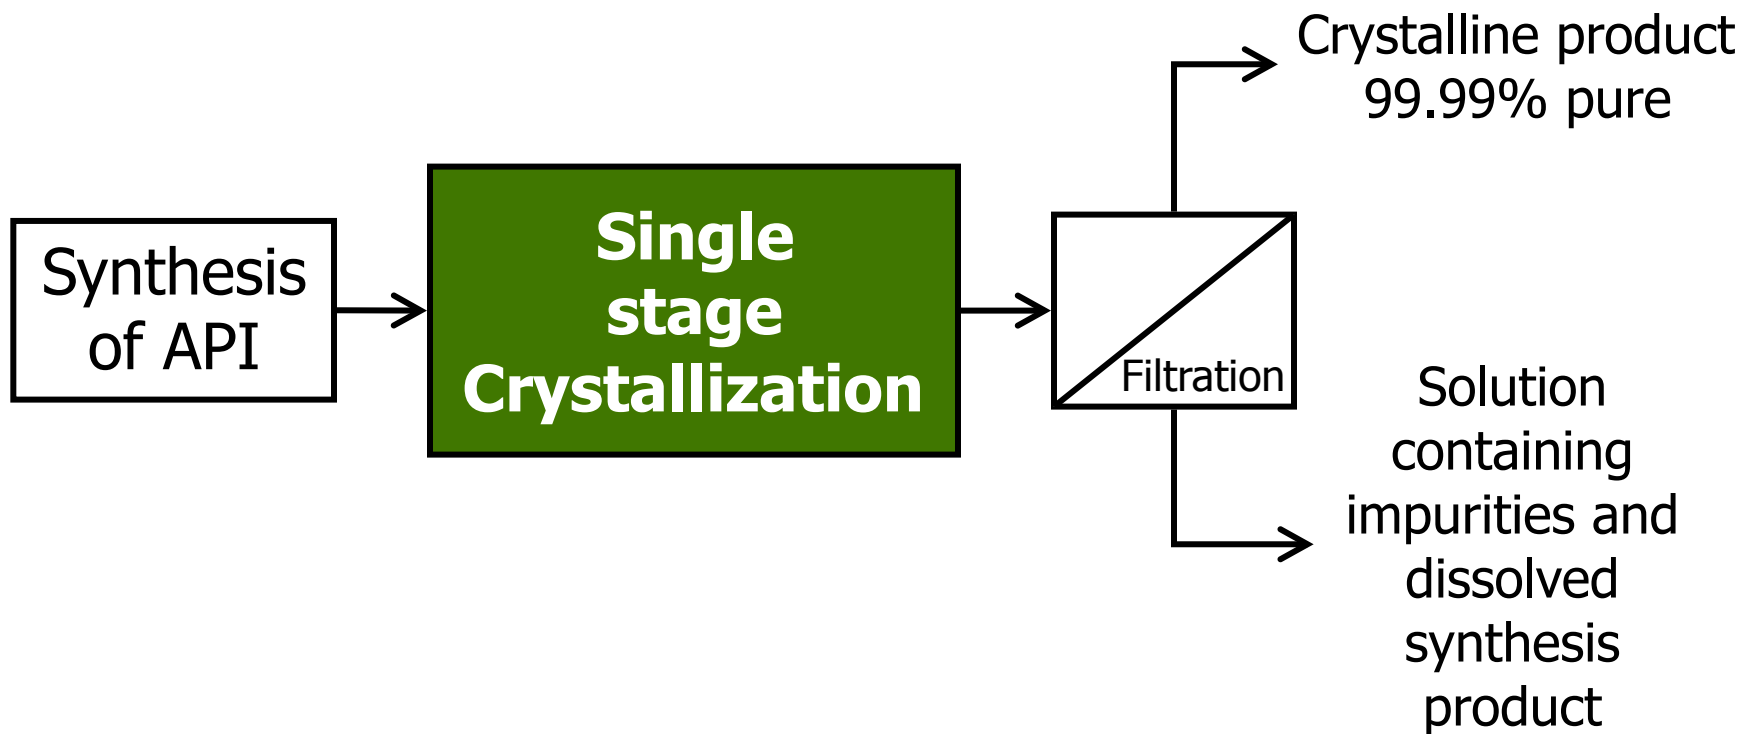 Synthesis
of API
Single
stage
Crystallization
Filtration
Crystalline product
99.99% pure
Solution
containing
impurities and
dissolved
synthesis
product